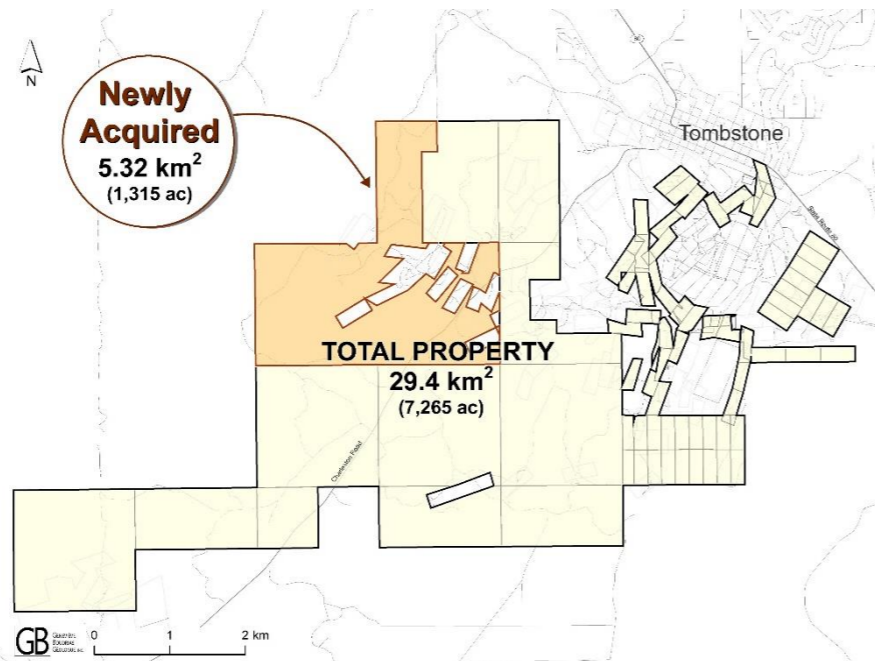 N
Newly
Acquired
5.32 km²
(1,315 ac)
Tombstone
TOTAL PROPERTY
29.4 km²
(7,265 ac)
Charleston Road
GB
0 1 2 km